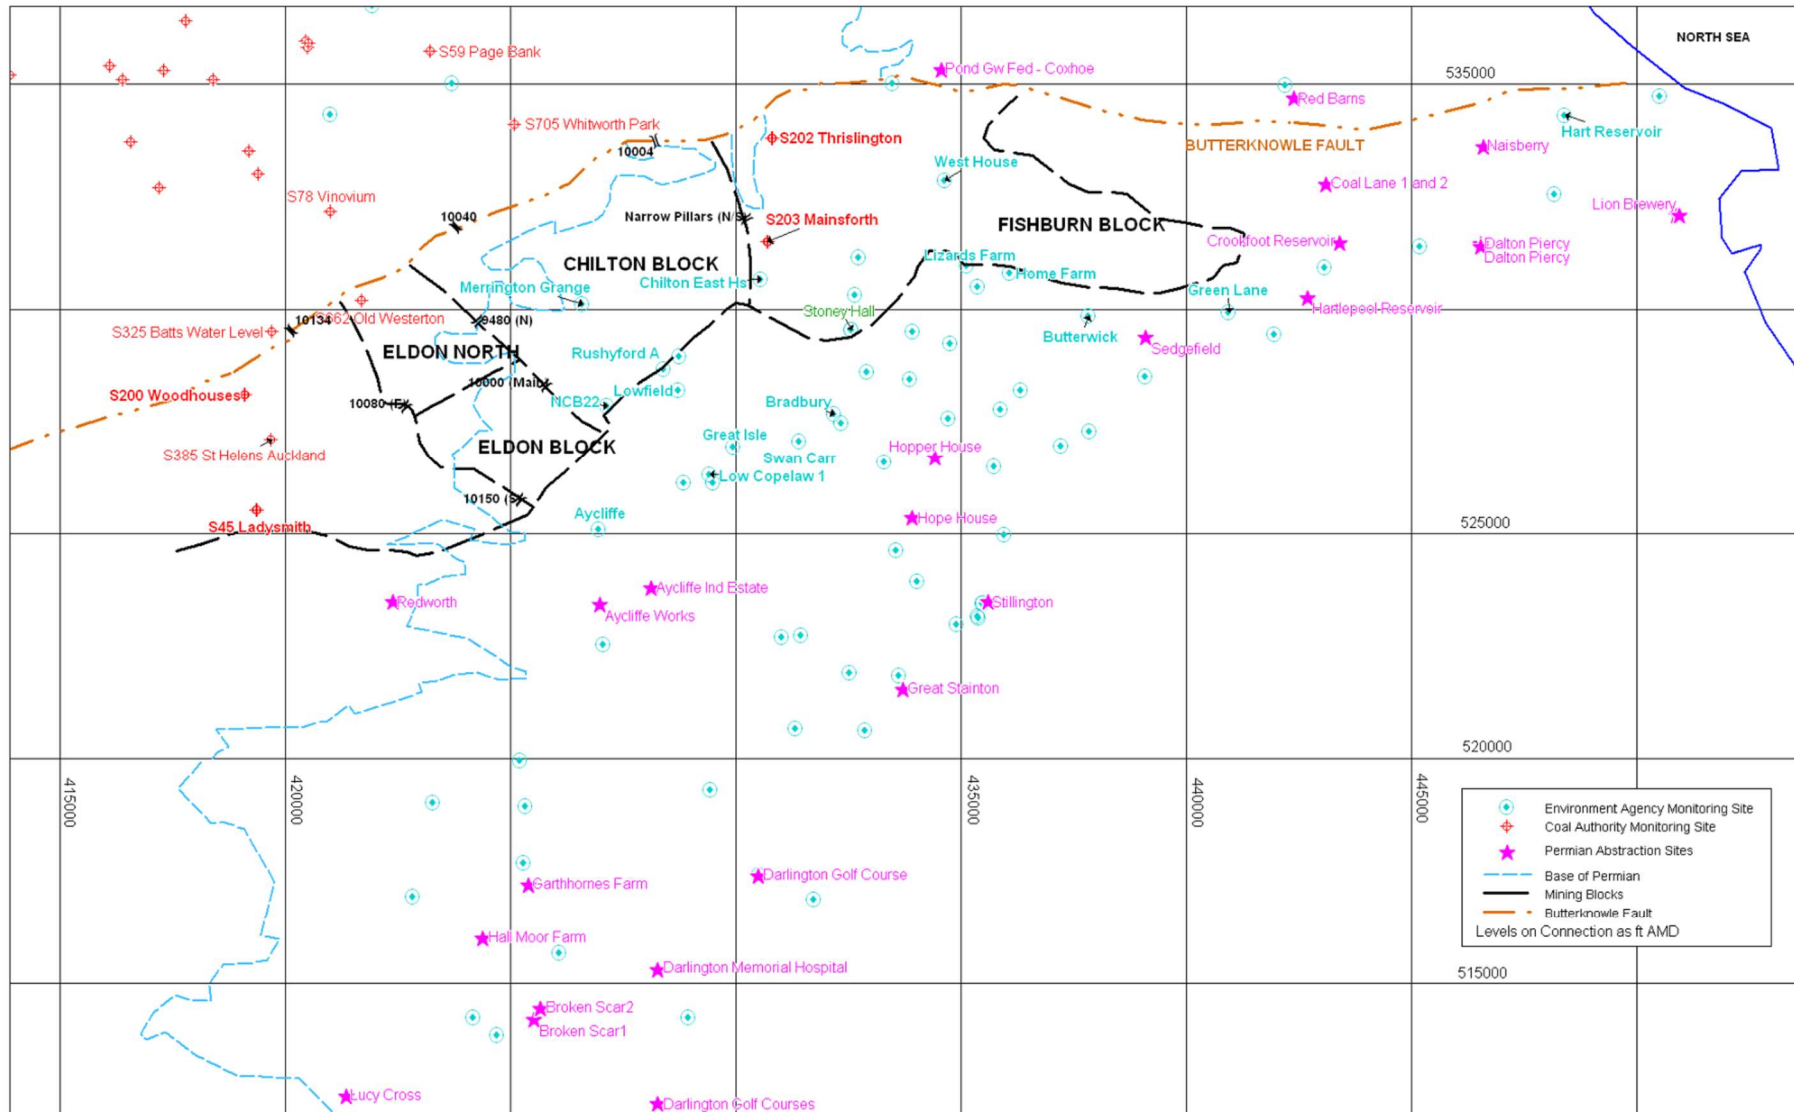 NORTH SEA
S59 Page Bank
Pond Gw Fed - Coxhoe
535000
Red Barns
S705 Whitworth Park
S202 Thrislington
Hart Reservoir
10004
BUTTERKNOWLE FAULT
Naisberry
West House
Coal Lane 1 and 2
S78 Vinovium
Lion Brewery
10040
Narrow Pillars (N/S)
S203 Mainsforth
FISHBURN BLOCK
Crookfoot Reservoir
Dalton Piercy
Dalton Piercy
CHILTON BLOCK
Lizards Farm
Home Farm
Chilton East Hs
Merrington Grange
Green Lane
Hartlepool Reservoir
Stoney Hall
S662 Old Westerton
10134
9480 (N)
S325 Batts Water Level
Butterwick
Sedgefield
ELDON NORTH
Rushyford A
10000 (Main)
Lowfield
S200 Woodhouses
10080 (F)
NCB22
Bradbury
Great Isle
ELDON BLOCK
Hopper House
S385 St Helens Auckland
Swan Carr
Low Copelaw 1
10150 (S)
Aycliffe
Hope House
S45 Ladysmith
525000
Aycliffe Ind Estate
Redworth
Aycliffe Works
Stillington
Great Stainton
520000
415000
420000
435000
440000
445000
Environment Agency Monitoring Site
Coal Authority Monitoring Site
Permian Abstraction Sites
Base of Permian
Mining Blocks
Butterknowle Fault
Levels on Connection as ft AMD
Darlington Golf Course
Garthhornes Farm
Hall Moor Farm
Darlington Memorial Hospital
515000
Broken Scar2
Broken Scar1
Lucy Cross
Darlington Golf Courses